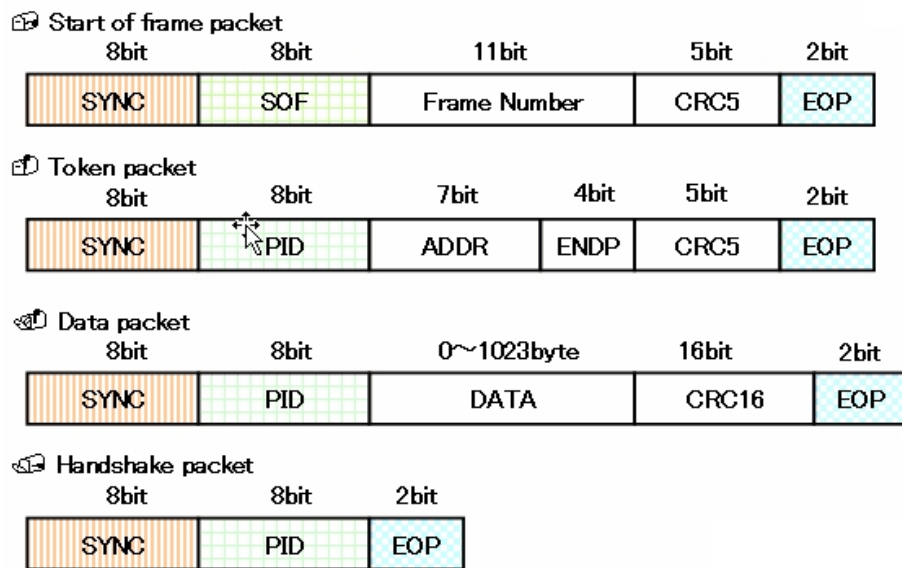 Start of frame packet
8bit 8bit 11bit 5bit 2bit
SYNC SOF Frame Number CRC5 EOP
Token packet
8bit 8bit 7bit 4bit 5bit 2bit
SYNC PID ADDR ENDP CRC5 EOP
Data packet
8bit 8bit 0～1023byte 16bit 2bit
SYNC PID DATA CRC16 EOP
Handshake packet
8bit 8bit 2bit
SYNC PID EOP